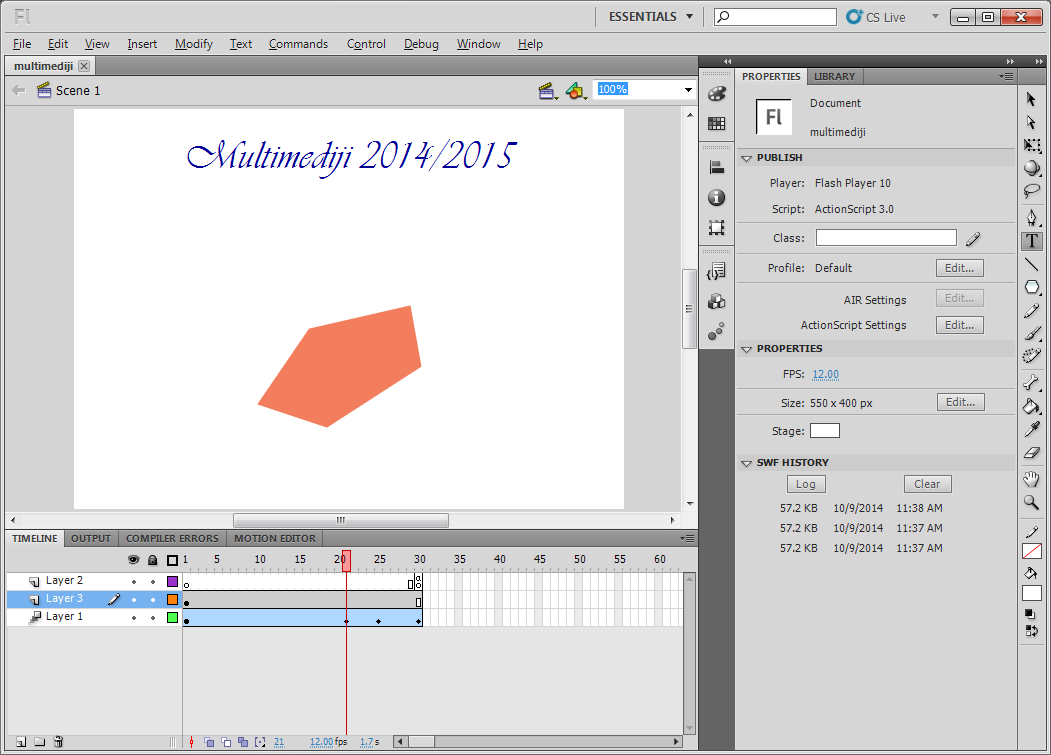 Fl ESSENTIALS CS Live
File Edit View Insert Modify Text Commands Control Debug Window Help
multimediji
Scene 1 100%
Multimediji 2014/2015
PROPERTIES LIBRARY
Fl Document
multimediji
PUBLISH
Player: Flash Player 10
Script: ActionScript 3.0
Class:
Profile: Default Edit...
AIR Settings Edit...
ActionScript Settings Edit...
PROPERTIES
FPS: 12.00
Size: 550 x 400 px Edit...
Stage:
SWF HISTORY
Log Clear
57.2 KB 10/9/2014 11:38 AM
57.2 KB 10/9/2014 11:37 AM
57.2 KB 10/9/2014 11:37 AM
T
TIMELINE OUTPUT COMPILER ERRORS MOTION EDITOR
1 5 10 15 20 25 30 35 40 45 50 55 60
Layer 2
Layer 3
Layer 1
21 12.00 fps 1.7 s